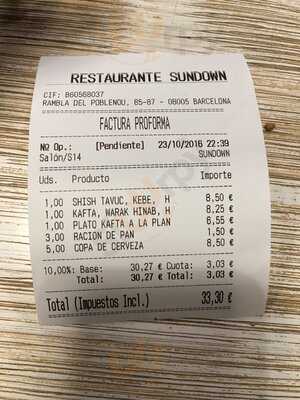 RESTAURANTE SUNDOWN
CIF: B60568037
RAMBLA DEL POBLENOU, 85-87 - 08005 BARCELONA
FACTURA PROFORMA
Nº Op.: [Pendiente] 23/10/2016 22:39
Salón/S14 SUNDOWN
Uds. Producto Importe
1,00 SHISH TAVUC, KEBE, H 8,50 €
1,00 KAFTA, WARAK HINAB, H 8,25 €
1,00 PLATO KAFTA A LA PLAN 6,55 €
3,00 RACION DE PAN 1,50 €
5,00 COPA DE CERVEZA 8,50 €
10,00% Base: 30,27 € Cuota: 3,03 €
Total: 30,27 € Total: 3,03 €
Total (Impuestos Incl.) 33,30 €